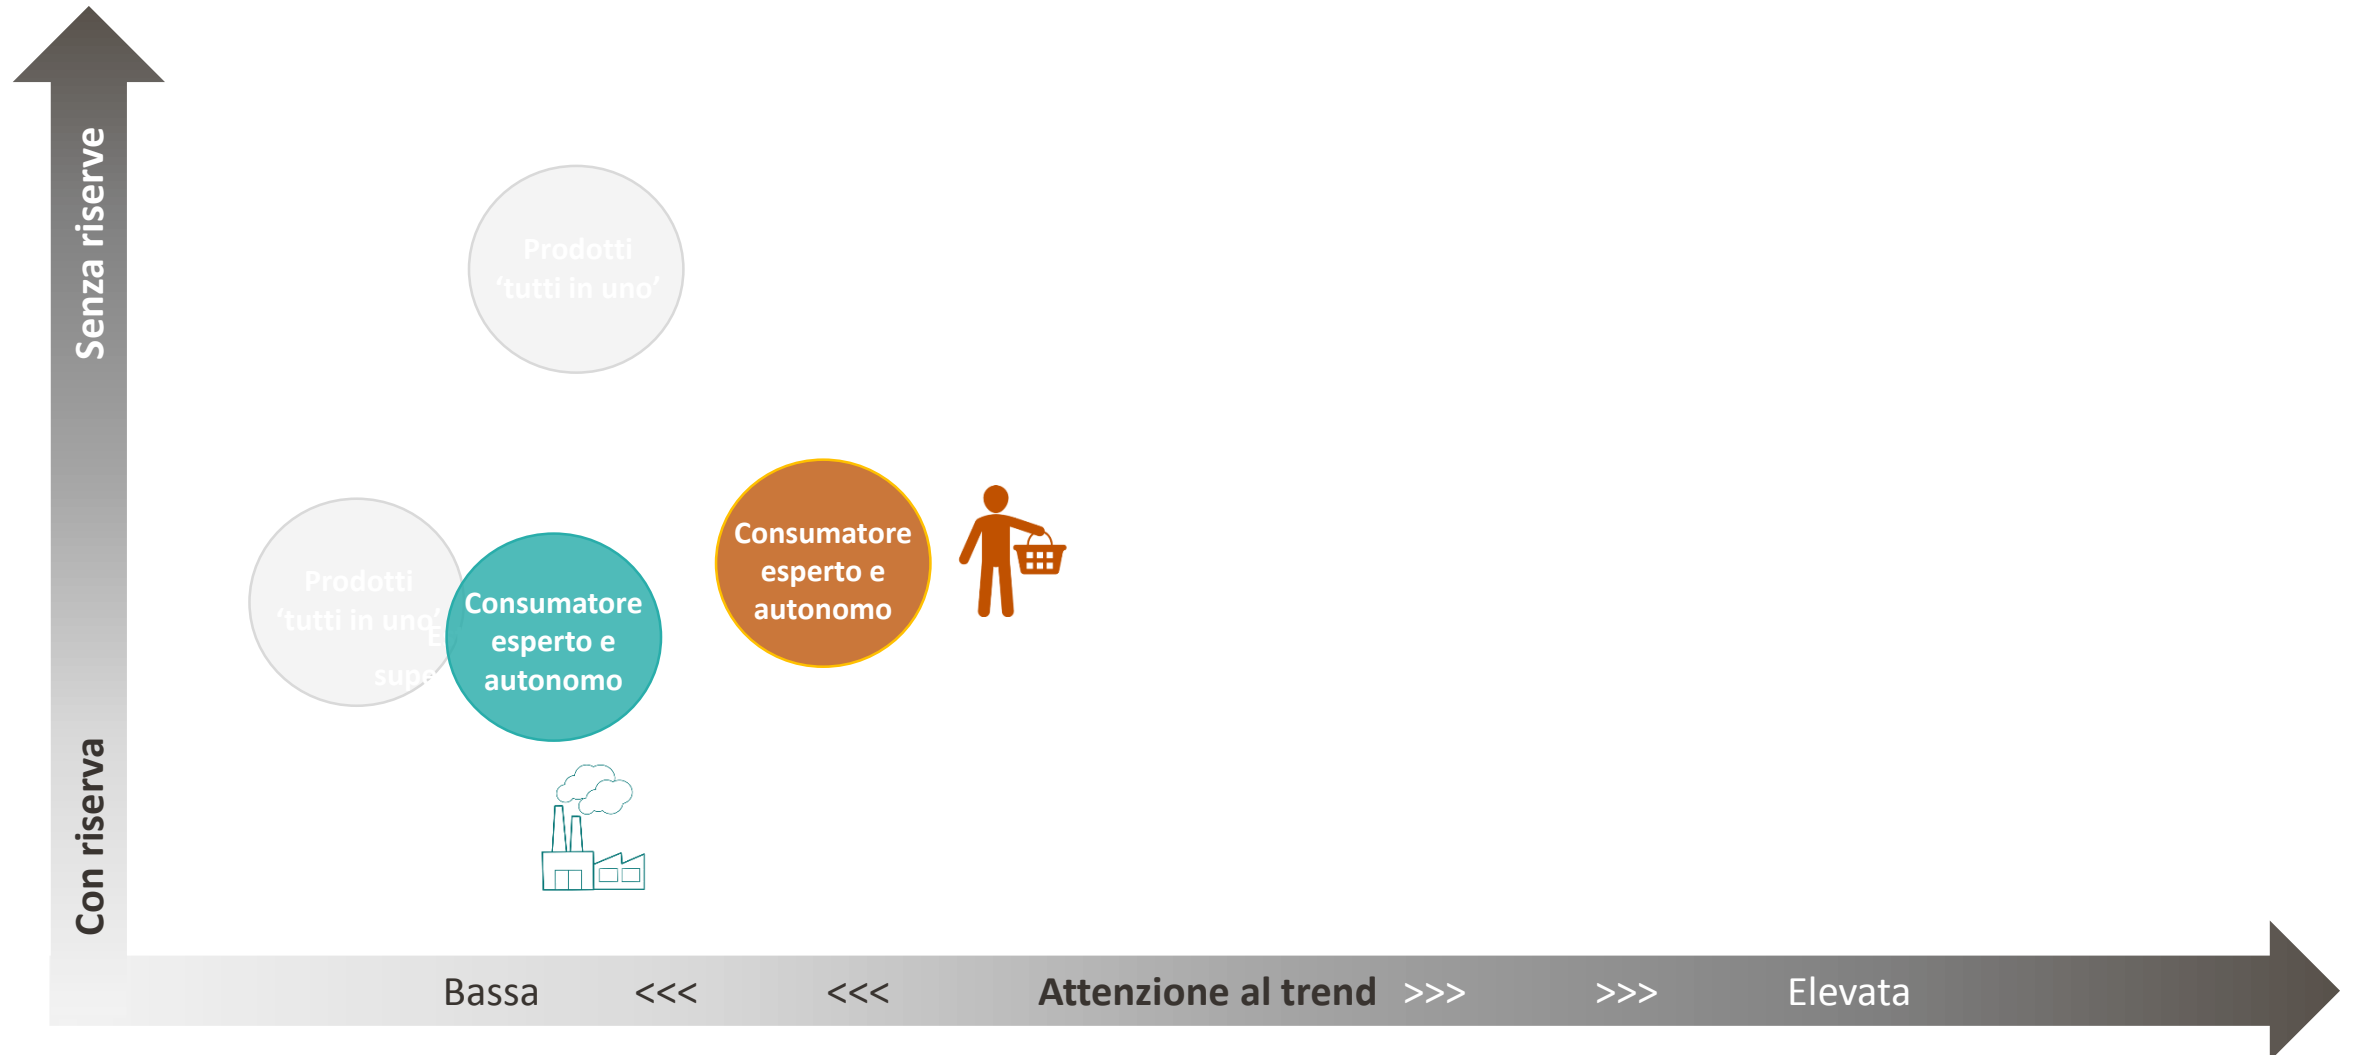 Senza riserve
Con riserva
Prodotti
‘tutti in uno’
Prodotti
‘tutti in uno’
E
supe
Consumatore
esperto e
autonomo
Consumatore
esperto e
autonomo
Bassa <<< <<< Attenzione al trend >>> >>> Elevata